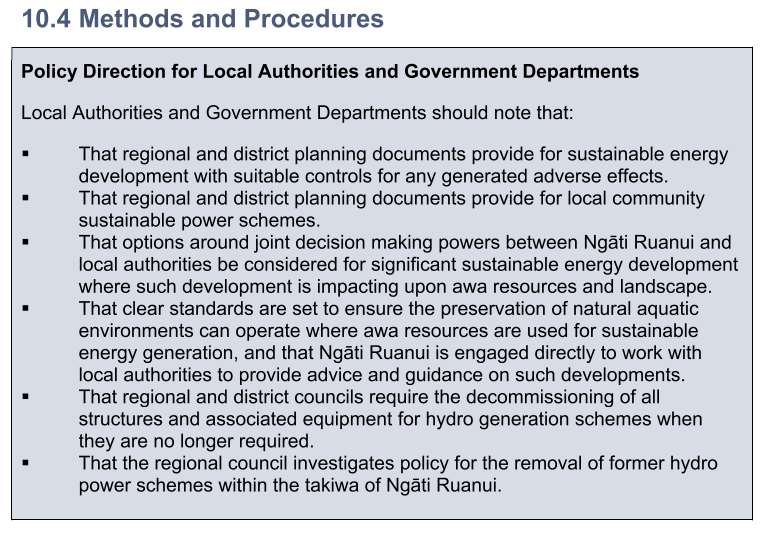 10.4 Methods and Procedures
Policy Direction for Local Authorities and Government Departments
Local Authorities and Government Departments should note that:
▪ That regional and district planning documents provide for sustainable energy
development with suitable controls for any generated adverse effects.
▪ That regional and district planning documents provide for local community
sustainable power schemes.
▪ That options around joint decision making powers between Ngāti Ruanui and
local authorities be considered for significant sustainable energy development
where such development is impacting upon awa resources and landscape.
▪ That clear standards are set to ensure the preservation of natural aquatic
environments can operate where awa resources are used for sustainable
energy generation, and that Ngāti Ruanui is engaged directly to work with
local authorities to provide advice and guidance on such developments.
▪ That regional and district councils require the decommissioning of all
structures and associated equipment for hydro generation schemes when
they are no longer required.
▪ That the regional council investigates policy for the removal of former hydro
power schemes within the takiwa of Ngāti Ruanui.